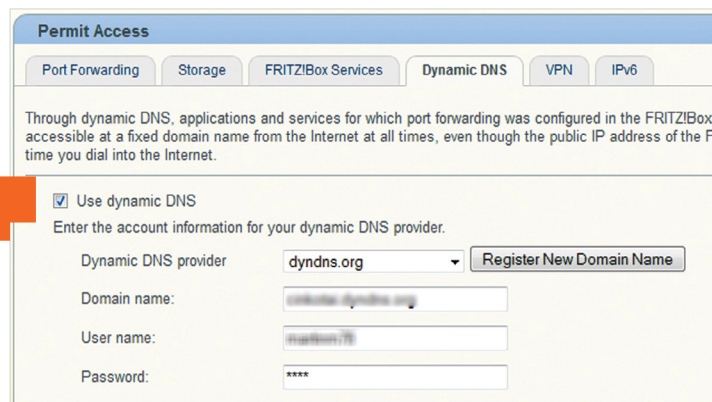 Permit Access
Port Forwarding Storage FRITZ!Box Services Dynamic DNS VPN IPv6
Through dynamic DNS, applications and services for which port forwarding was configured in the FRITZ!Box
accessible at a fixed domain name from the Internet at all times, even though the public IP address of the F
time you dial into the Internet.
Use dynamic DNS
Enter the account information for your dynamic DNS provider.
Dynamic DNS provider dyndns.org Register New Domain Name
Domain name:
User name:
Password: ****